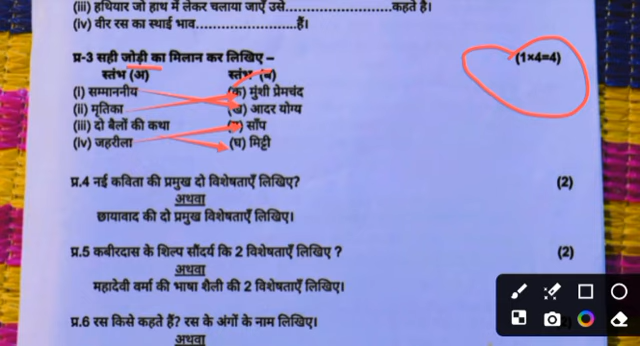 (iii) हथियार जो हाथ में लेकर चलाया जाएँ उसे..........................कहते है।
(iv) वीर रस का स्थाई भाव.........................हैं।
प्र-3 सही जोड़ी का मिलान कर लिखिए – (1×4=4)
स्तंभ (अ) स्तंभ (ब)
(i) सम्माननीय (क) मुंशी प्रेमचंद
(ii) मृतिका (ख) आदर योग्य
(iii) दो बैलों की कथा साँप
(iv) जहरीला (घ) मिट्टी
प्र.4 नई कविता की प्रमुख दो विशेषताएँ लिखिए? (2)
अथवा
छायावाद की दो प्रमुख विशेषताएँ लिखिए।
प्र.5 कबीरदास के शिल्प सौंदर्य कि 2 विशेषताएँ लिखिए ? (2)
अथवा
महादेवी वर्मा की भाषा शैली की 2 विशेषताएँ लिखिए।
प्र.6 रस किसे कहते हैं? रस के अंगों के नाम लिखिए।
अथवा